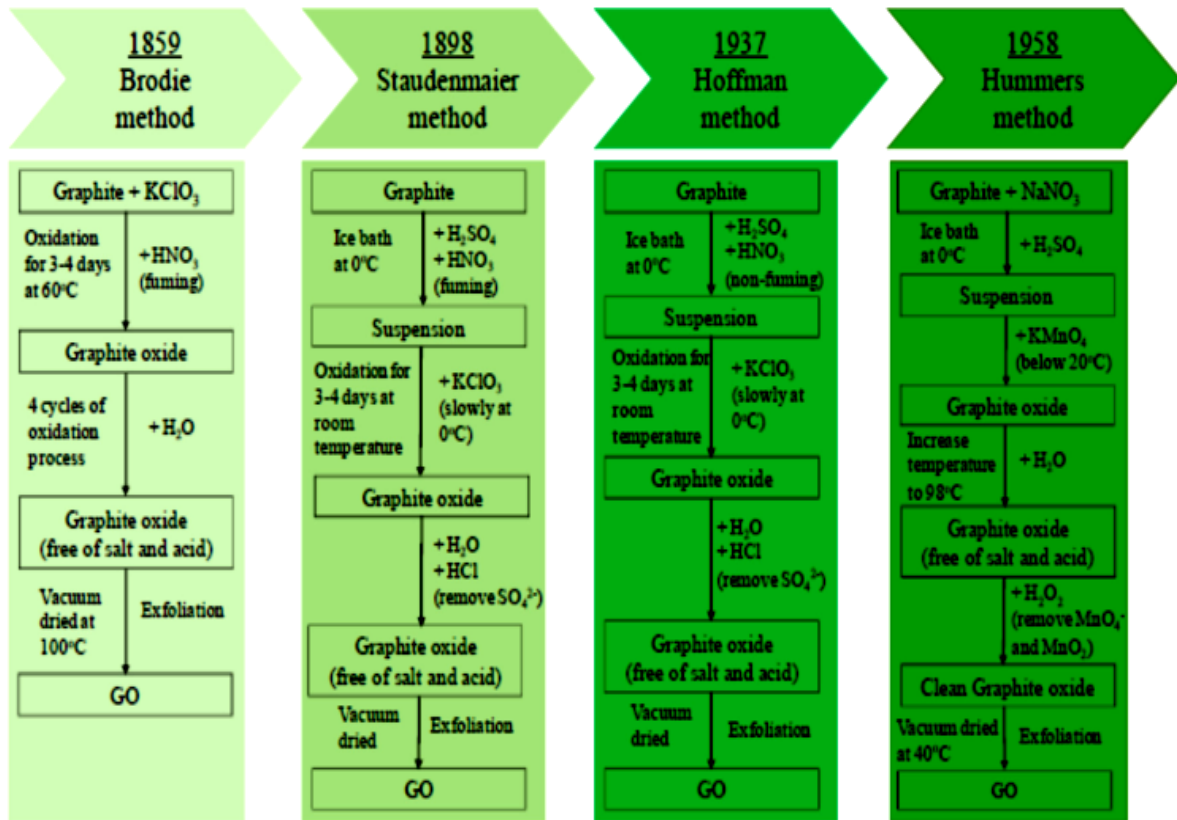 1859
Brodie
method
Graphite + KClO₃
Oxidation
for 3-4 days
at 60°C
+HNO₃
(fuming)
Graphite oxide
4 cycles of
oxidation
process
+H₂O
Graphite oxide
(free of salt and acid)
Vacuum
dried at
100°C
Exfoliation
GO
1898
Staudenmaier
method
Graphite
Ice bath
at 0°C
+H₂SO₄
+HNO₃
(fuming)
Suspension
Oxidation for
3-4 days at
room
temperature
+KClO₃
(slowly at
0°C)
Graphite oxide
+H₂O
+HCl
(remove SO₄²⁻)
Graphite oxide
(free of salt and acid)
Vacuum
dried
Exfoliation
GO
1937
Hoffman
method
Graphite
Ice bath
at 0°C
+H₂SO₄
+HNO₃
(non-fuming)
Suspension
Oxidation for
3-4 days at
room
temperature
+KClO₃
(slowly at
0°C)
Graphite oxide
+H₂O
+HCl
(remove SO₄²⁻)
Graphite oxide
(free of salt and acid)
Vacuum
dried
Exfoliation
GO
1958
Hummers
method
Graphite + NaNO₃
Ice bath
at 0°C
+H₂SO₄
Suspension
+KMnO₄
(below 20°C)
Graphite oxide
Increase
temperature
to 98°C
+H₂O
Graphite oxide
(free of salt and acid)
+H₂O₂
(remove MnO₄⁻
and MnO₂)
Clean Graphite oxide
Vacuum dried
at 40°C
Exfoliation
GO